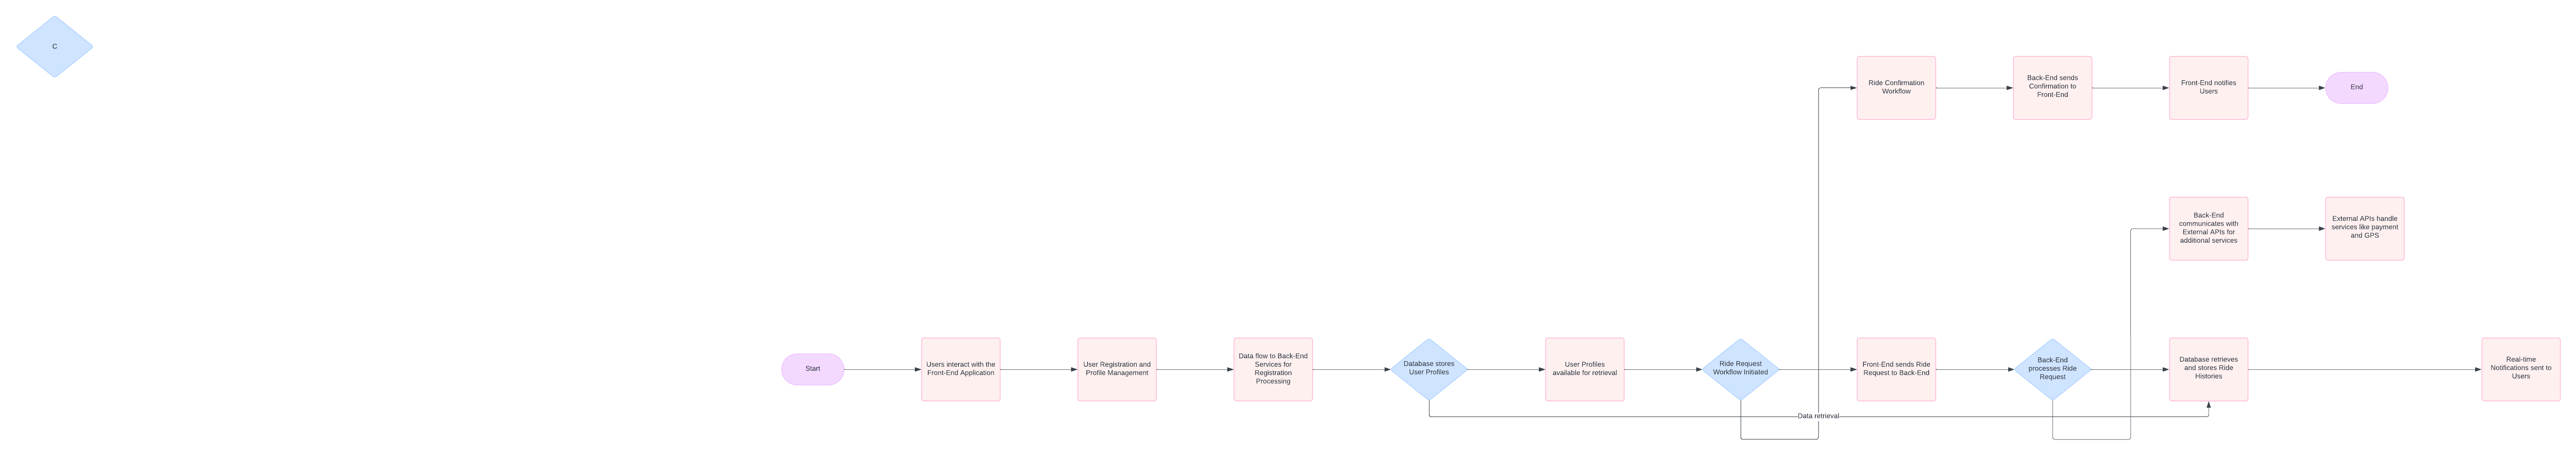 C
Ride Confirmation
Workflow
Back-End sends
Confirmation to
Front-End
Front-End notifies
Users
End
Back-End
communicates with
External APIs for
additional services
External APIs handle
services like payment
and GPS
Start
Users interact with the
Front-End Application
User Registration and
Profile Management
Data flow to Back-End
Services for
Registration
Processing
Database stores
User Profiles
User Profiles
available for retrieval
Ride Request
Workflow Initiated
Front-End sends Ride
Request to Back-End
Back-End
processes Ride
Request
Database retrieves
and stores Ride
Histories
Real-time
Notifications sent to
Users
Data retrieval